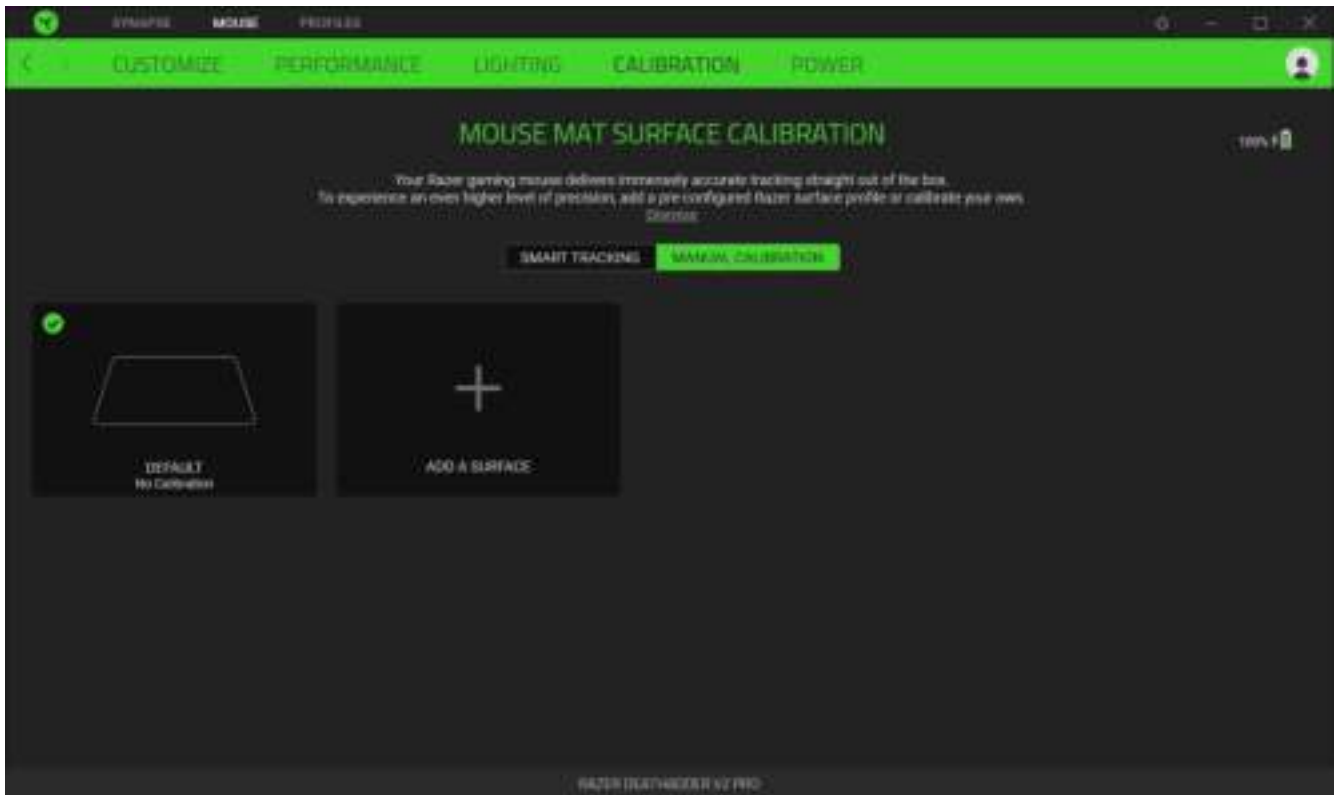 SYNAPSE MOUSE PROFILES
CUSTOMIZE PERFORMANCE LIGHTING CALIBRATION POWER
MOUSE MAT SURFACE CALIBRATION
100%
Your Razer gaming mouse delivers immensely accurate tracking straight out of the box.
To experience an even higher level of precision, add a pre-configured Razer surface profile or calibrate your own.
Dismiss
SMART TRACKING MANUAL CALIBRATION
DEFAULT
No Calibration
ADD A SURFACE
RAZER DEATHADDER V2 PRO